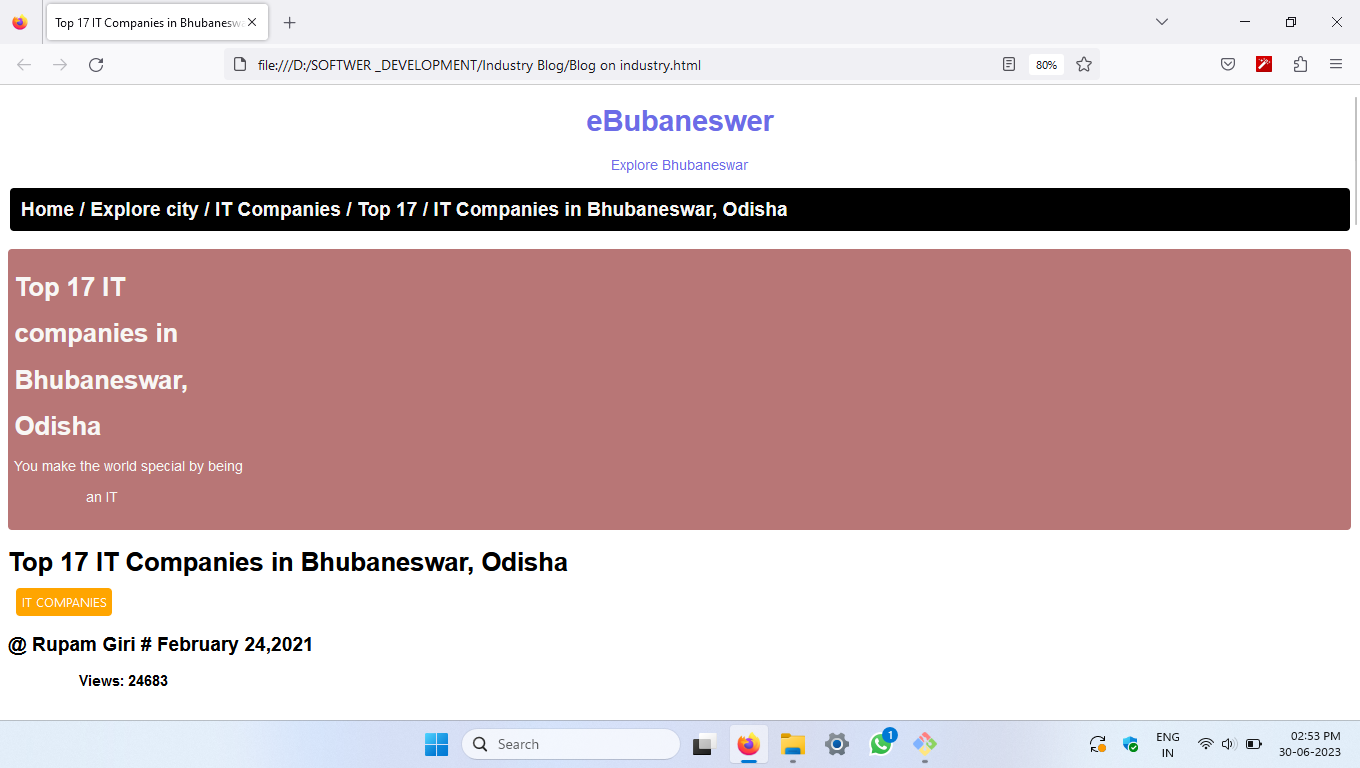 Top 17 IT Companies in Bhubanesw
file:///D:/SOFTWER _DEVELOPMENT/Industry Blog/Blog on industry.html
80%
eBubaneswer
Explore Bhubaneswar
Home / Explore city / IT Companies / Top 17 / IT Companies in Bhubaneswar, Odisha
Top 17 IT
companies in
Bhubaneswar,
Odisha
You make the world special by being
an IT
Top 17 IT Companies in Bhubaneswar, Odisha
IT COMPANIES
@ Rupam Giri # February 24,2021
Views: 24683
Search
1
ENG
IN
02:53 PM
30-06-2023